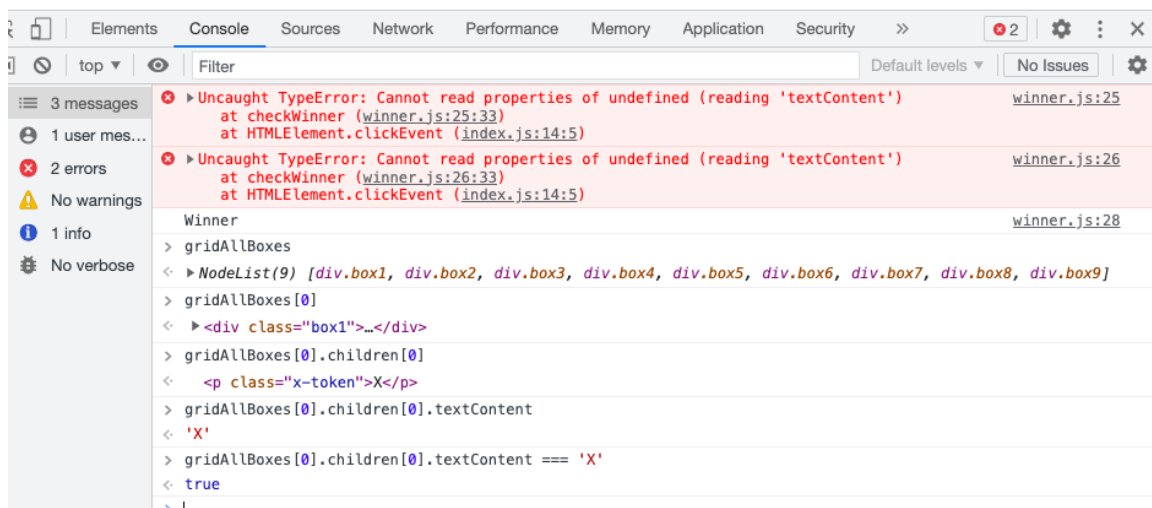 Elements Console Sources Network Performance Memory Application Security >> 2
top ▼ Filter Default levels ▼ No Issues
3 messages
1 user mes...
2 errors
No warnings
1 info
No verbose
▶Uncaught TypeError: Cannot read properties of undefined (reading 'textContent') winner.js:25
at checkWinner (winner.js:25:33)
at HTMLElement.clickEvent (index.js:14:5)
▶Uncaught TypeError: Cannot read properties of undefined (reading 'textContent') winner.js:26
at checkWinner (winner.js:26:33)
at HTMLElement.clickEvent (index.js:14:5)
Winner winner.js:28
> gridAllBoxes
▶NodeList(9) [div.box1, div.box2, div.box3, div.box4, div.box5, div.box6, div.box7, div.box8, div.box9]
> gridAllBoxes[0]
▶<div class="box1">…</div>
> gridAllBoxes[0].children[0]
<p class="x-token">X</p>
> gridAllBoxes[0].children[0].textContent
'X'
> gridAllBoxes[0].children[0].textContent === 'X'
true
>